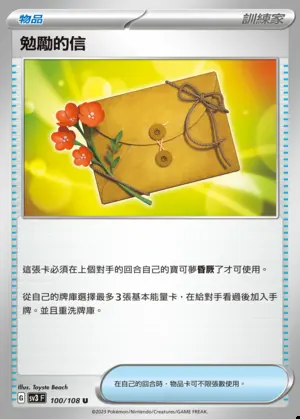 物品
訓練家
勉勵的信
這張卡必須在上個對手的回合自己的寶可夢昏厥了才可使用。
從自己的牌庫選擇最多3張基本能量卡,在給對手看過後加入手
牌。並且重洗牌庫。
Illus. Toyste Beach
G SV3 F 100/108 U
在自己的回合時,物品卡可不限張數使用。
©2023 Pokémon/Nintendo/Creatures/GAME FREAK.